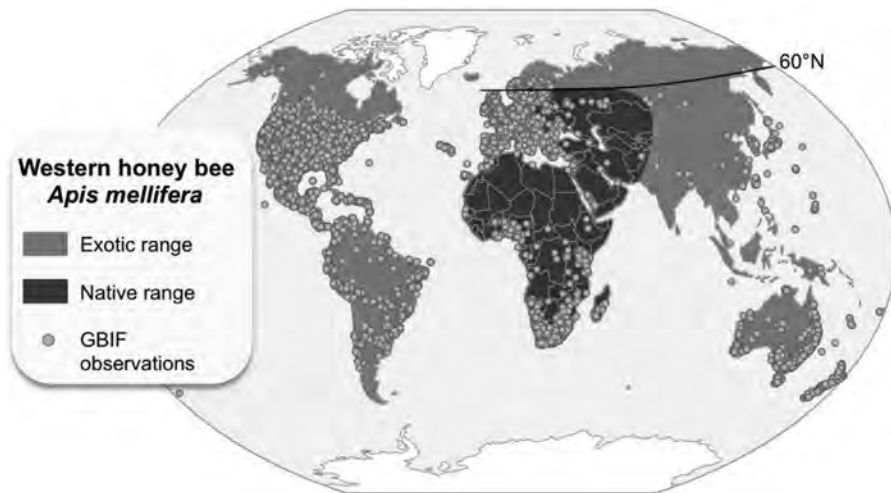 60°N
Western honey bee
Apis mellifera
Exotic range
Native range
GBIF
observations